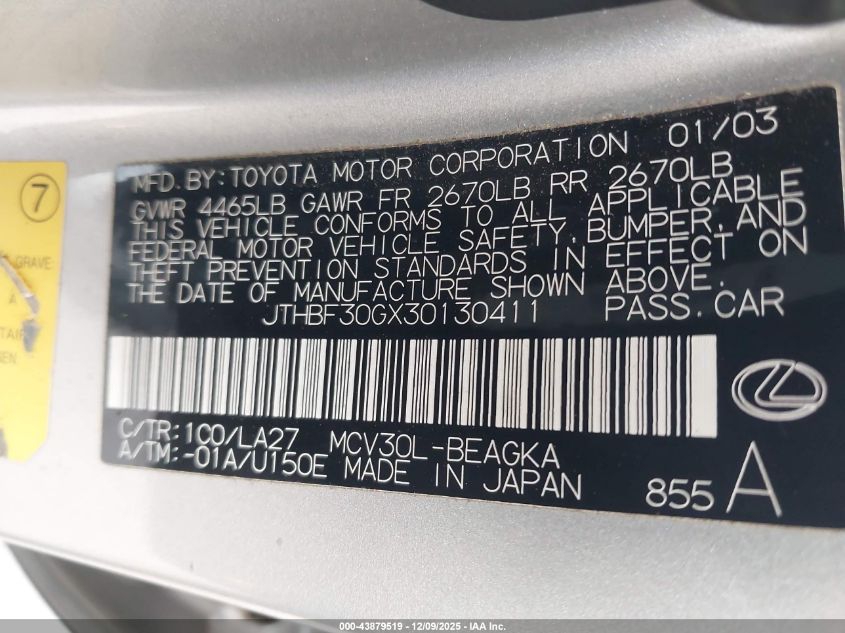 MFD.BY:TOYOTA MOTOR CORPORATION 01/03
GVWR 4465LB GAWR FR 2670LB RR 2670LB
THIS VEHICLE CONFORMS TO ALL APPLICABLE
FEDERAL MOTOR VEHICLE SAFETY,BUMPER,AND
THEFT PREVENTION STANDARDS IN EFFECT ON
THE DATE OF MANUFACTURE SHOWN ABOVE.
JTHBF30GX30130411 PASS.CAR
C/TR:1C0/LA27 MCV30L-BEAGKA
A/TM:-01A/U150E MADE IN JAPAN
855 A
7
GRAVE
A
000-43879519 / 12/09/2025 - IAA Inc.